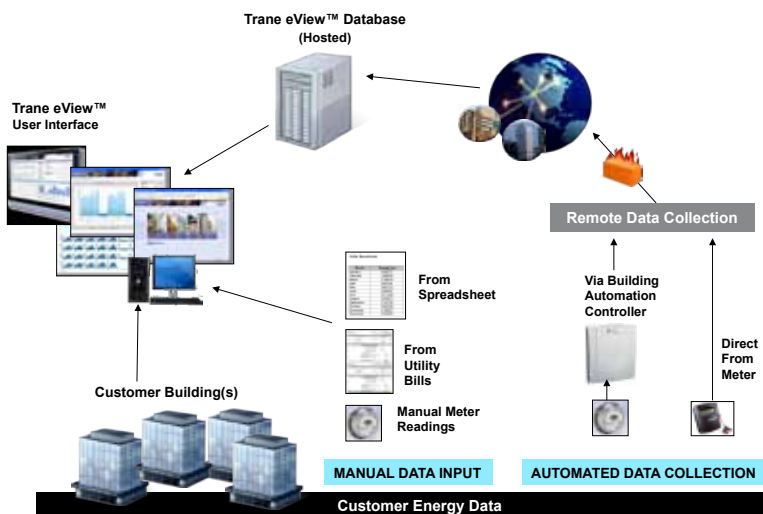 Trane eView™ Database
(Hosted)
Trane eView™
User Interface
Remote Data Collection
From
Spreadsheet
Via Building
Automation
Controller
From
Utility
Bills
Direct
From
Meter
Customer Building(s)
Manual Meter
Readings
MANUAL DATA INPUT
AUTOMATED DATA COLLECTION
Customer Energy Data